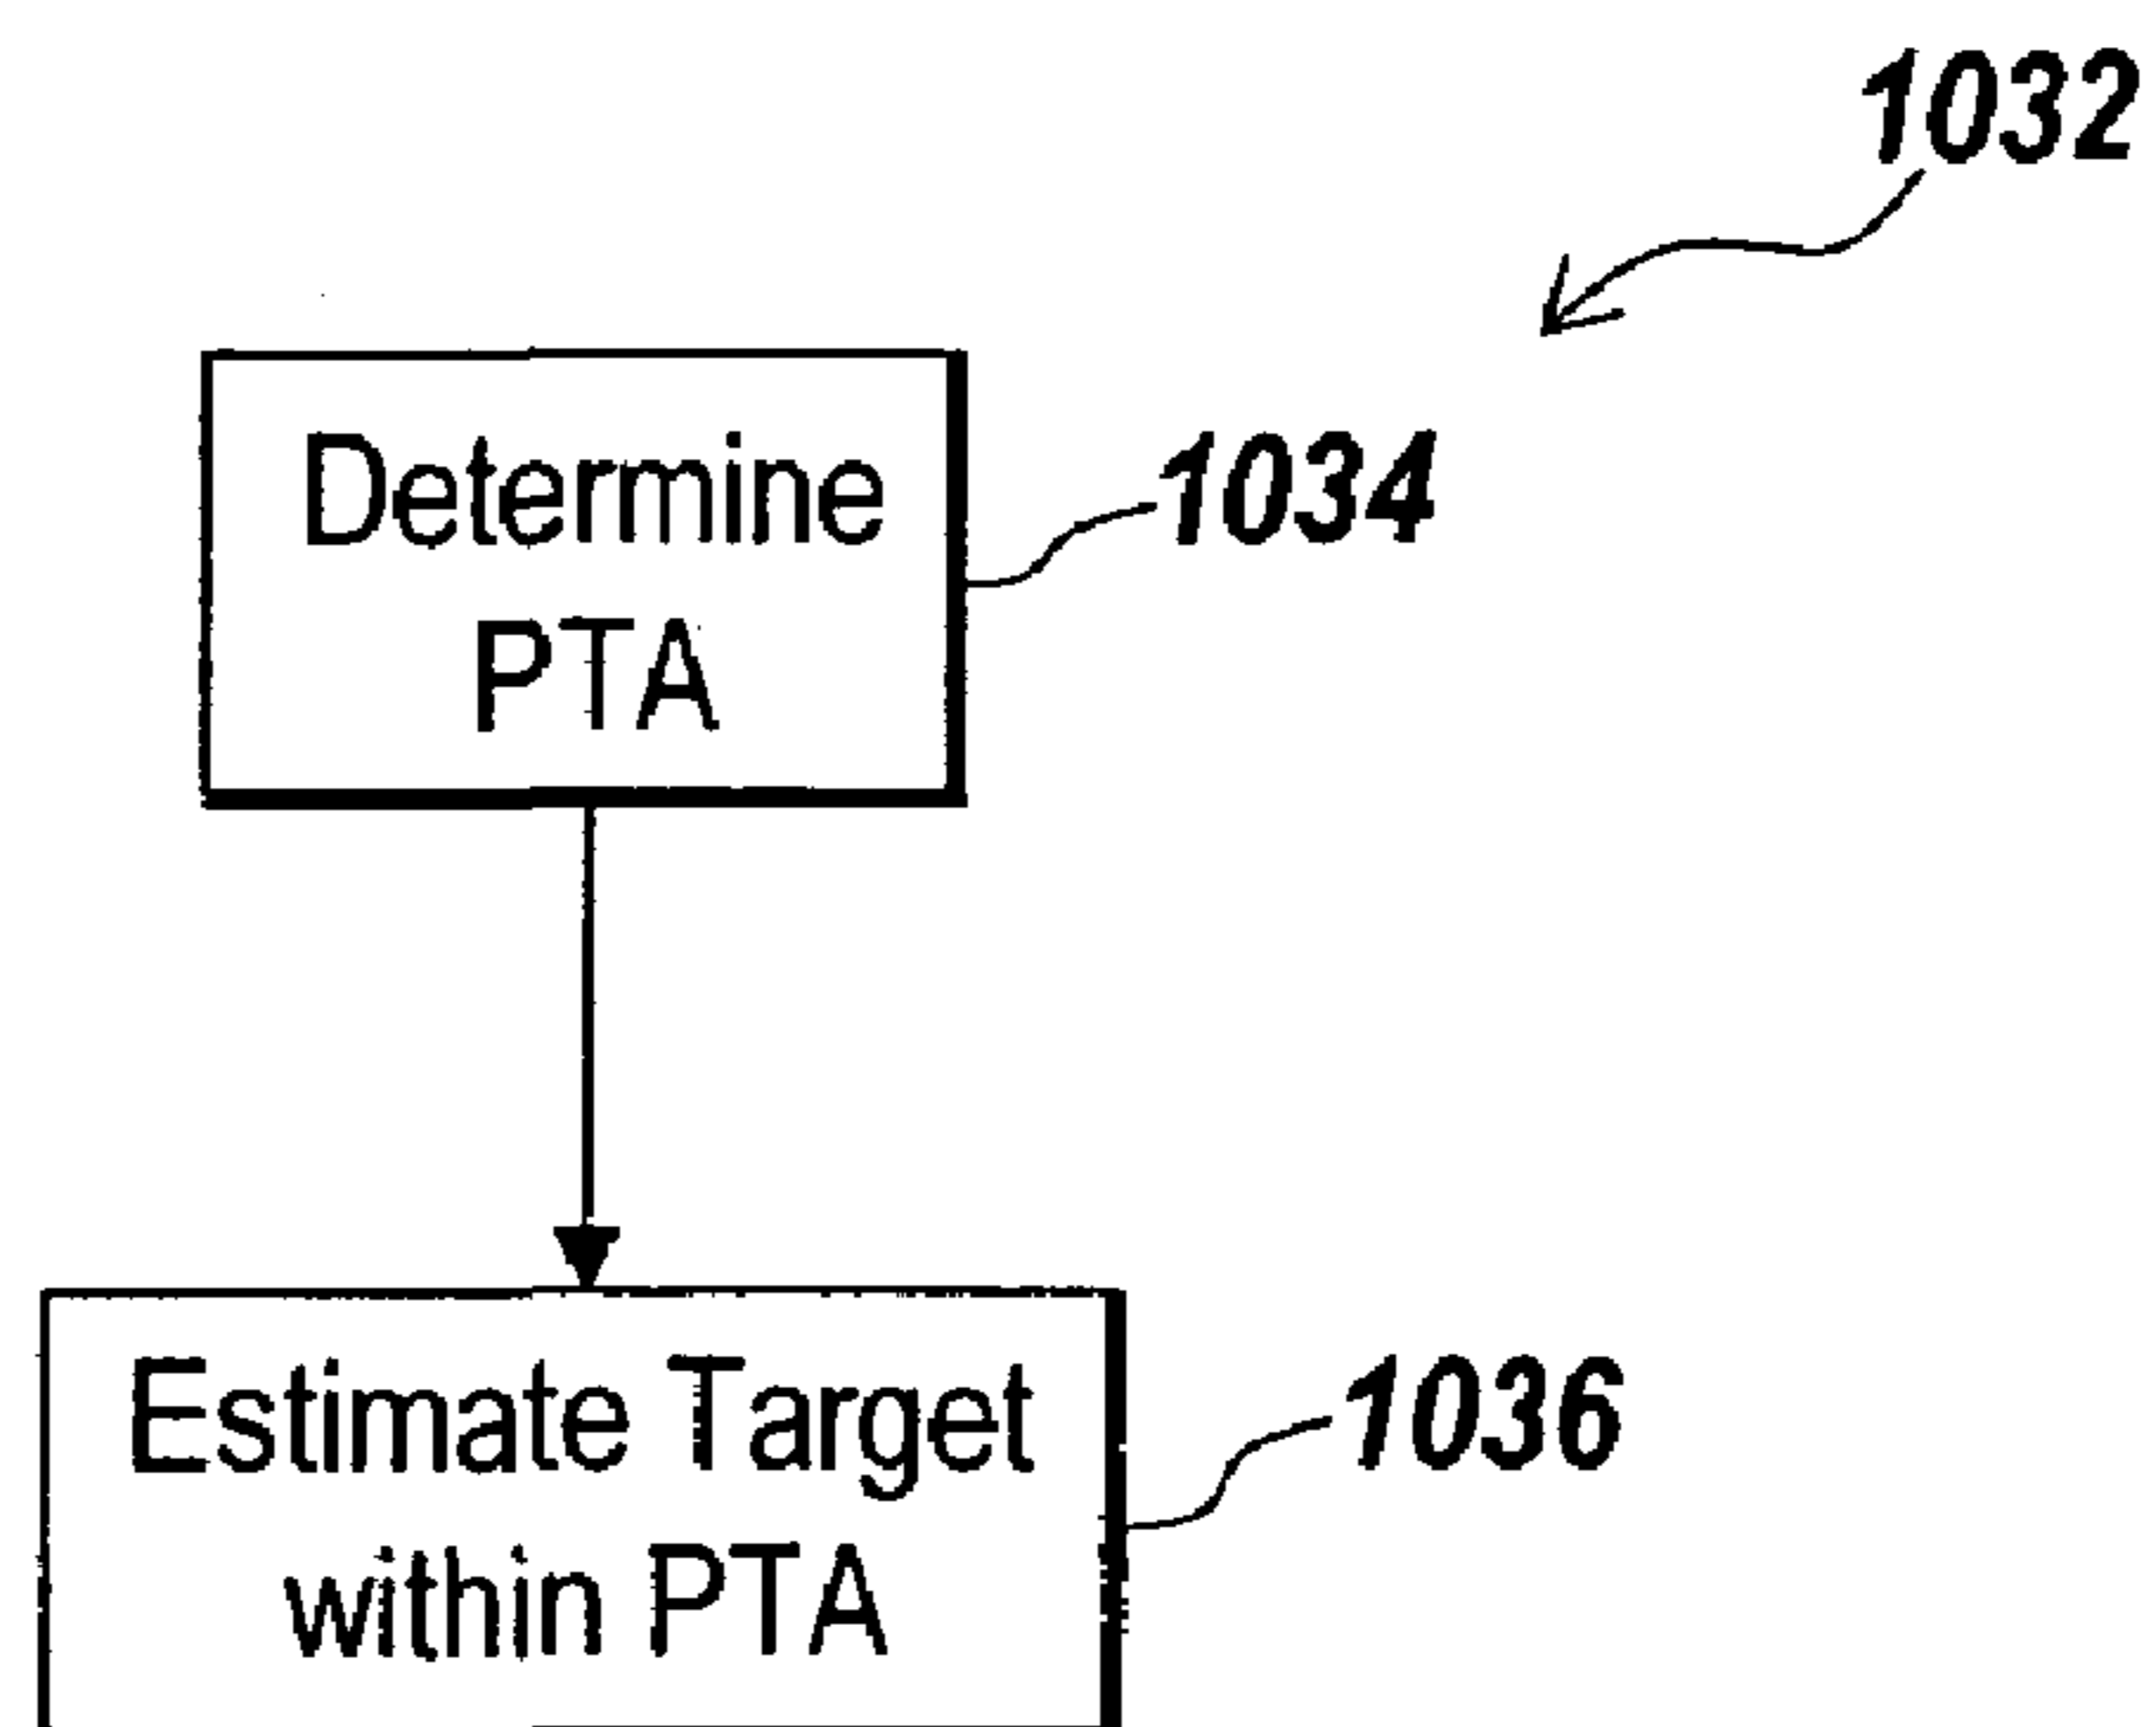 1032
Determine
PTA
1034
Estimate Target
within PTA
1036